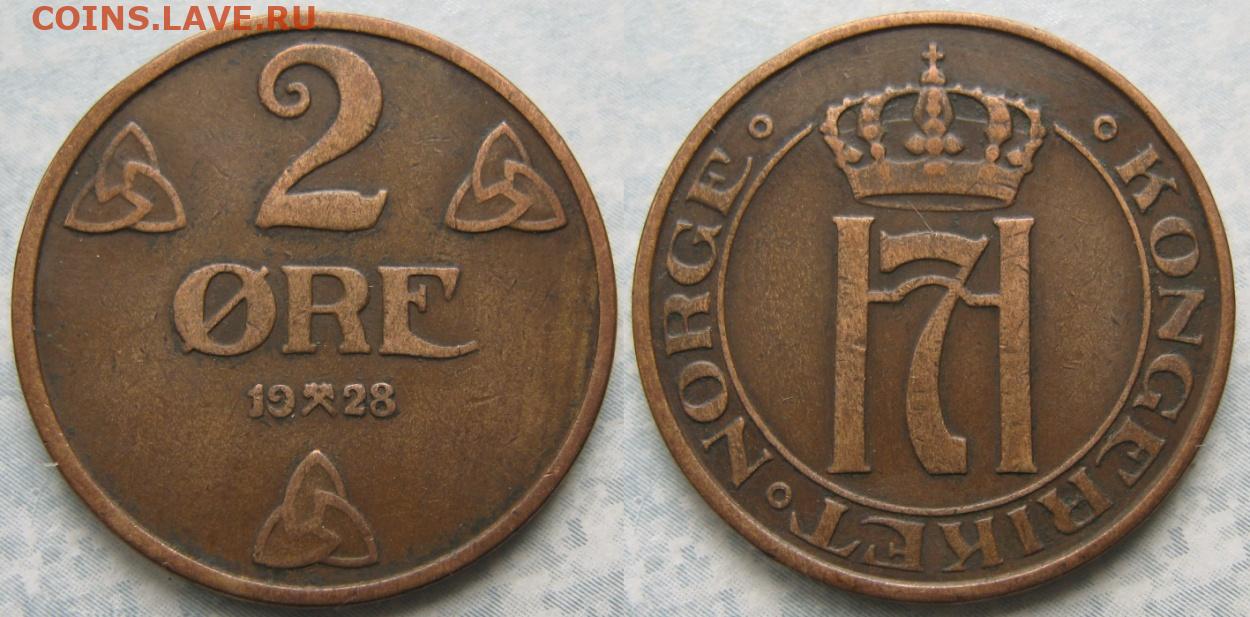 COINS.LAVE.RU
2
ØRE
19 28
H7
KONGERIKET NORGE